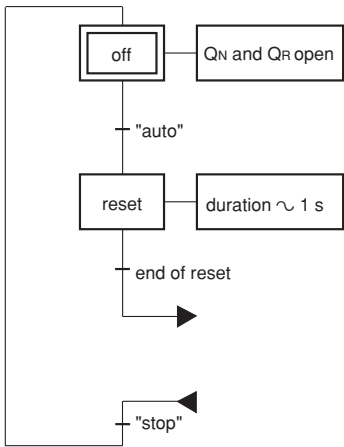 off
QN and QR open
"auto"
reset
duration ∿ 1 s
end of reset
"stop"